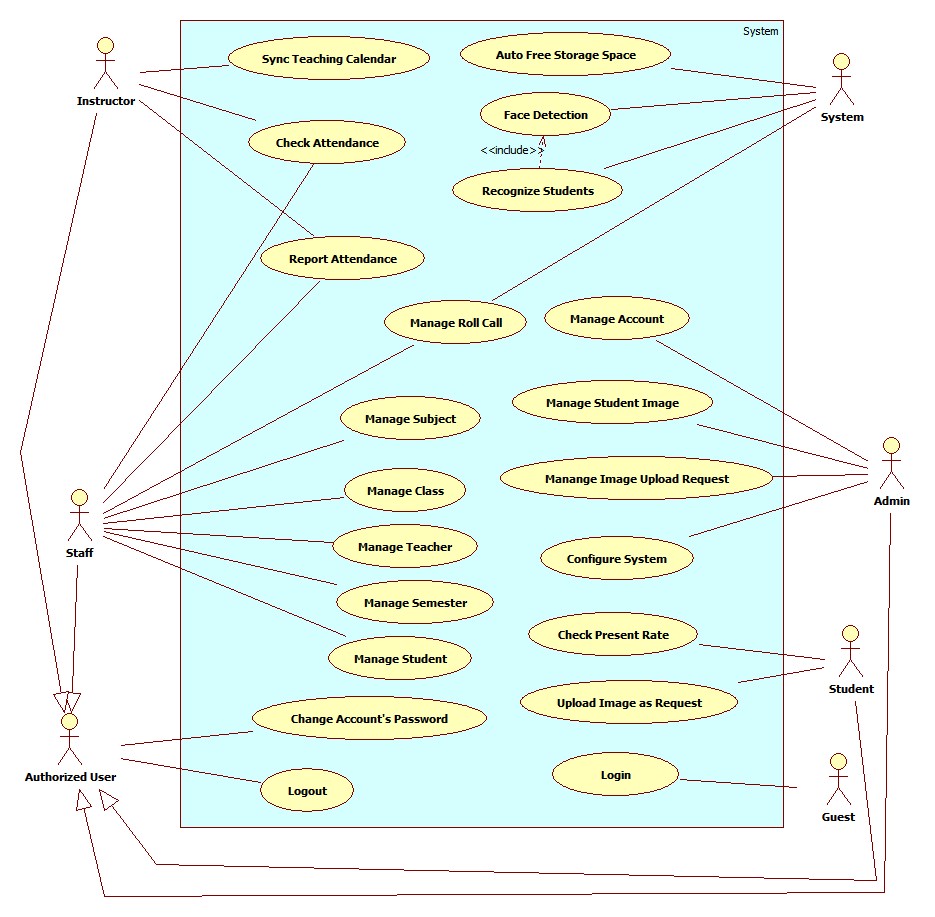 System
Sync Teaching Calendar
Auto Free Storage Space
Instructor
System
Face Detection
Check Attendance
<<include>>
Recognize Students
Report Attendance
Manage Roll Call
Manage Account
Manage Student Image
Manage Subject
Manange Image Upload Request
Manage Class
Admin
Staff
Manage Teacher
Configure System
Manage Semester
Check Present Rate
Manage Student
Student
Upload Image as Request
Change Account's Password
Authorized User
Login
Logout
Guest